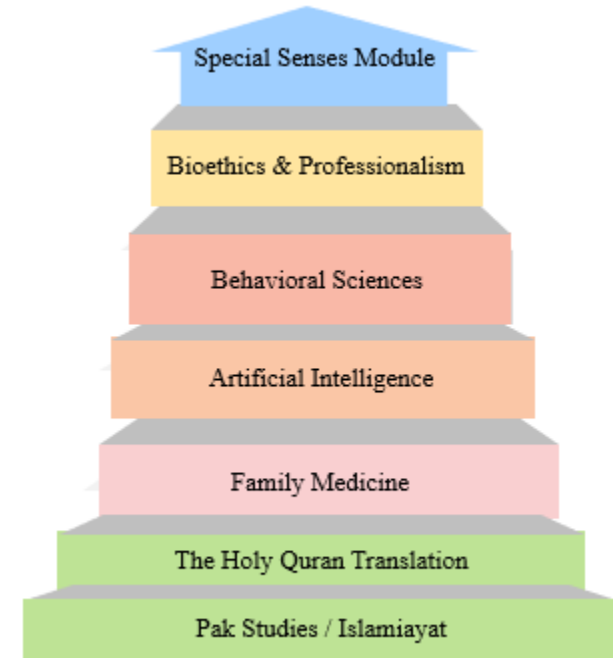 Special Senses Module
Bioethics & Professionalism
Behavioral Sciences
Artificial Intelligence
Family Medicine
The Holy Quran Translation
Pak Studies / Islamiayat